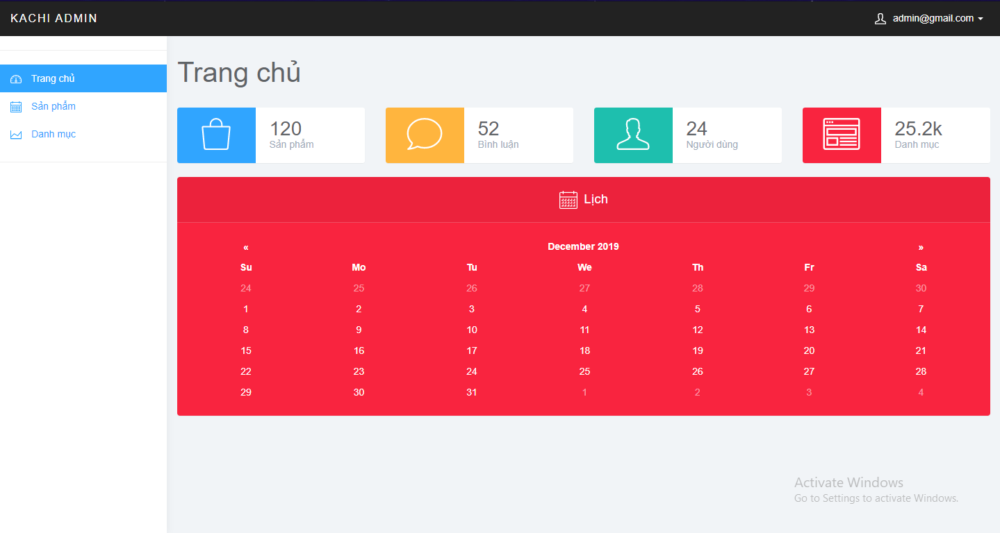 KACHI ADMIN
admin@gmail.com
Trang chủ
Sản phẩm
Danh mục
Trang chủ
120
Sản phẩm
52
Bình luận
24
Người dùng
25.2k
Danh mục
Lịch
« December 2019 »
Su Mo Tu We Th Fr Sa
24 25 26 27 28 29 30
1 2 3 4 5 6 7
8 9 10 11 12 13 14
15 16 17 18 19 20 21
22 23 24 25 26 27 28
29 30 31 1 2 3 4
Activate Windows
Go to Settings to activate Windows.